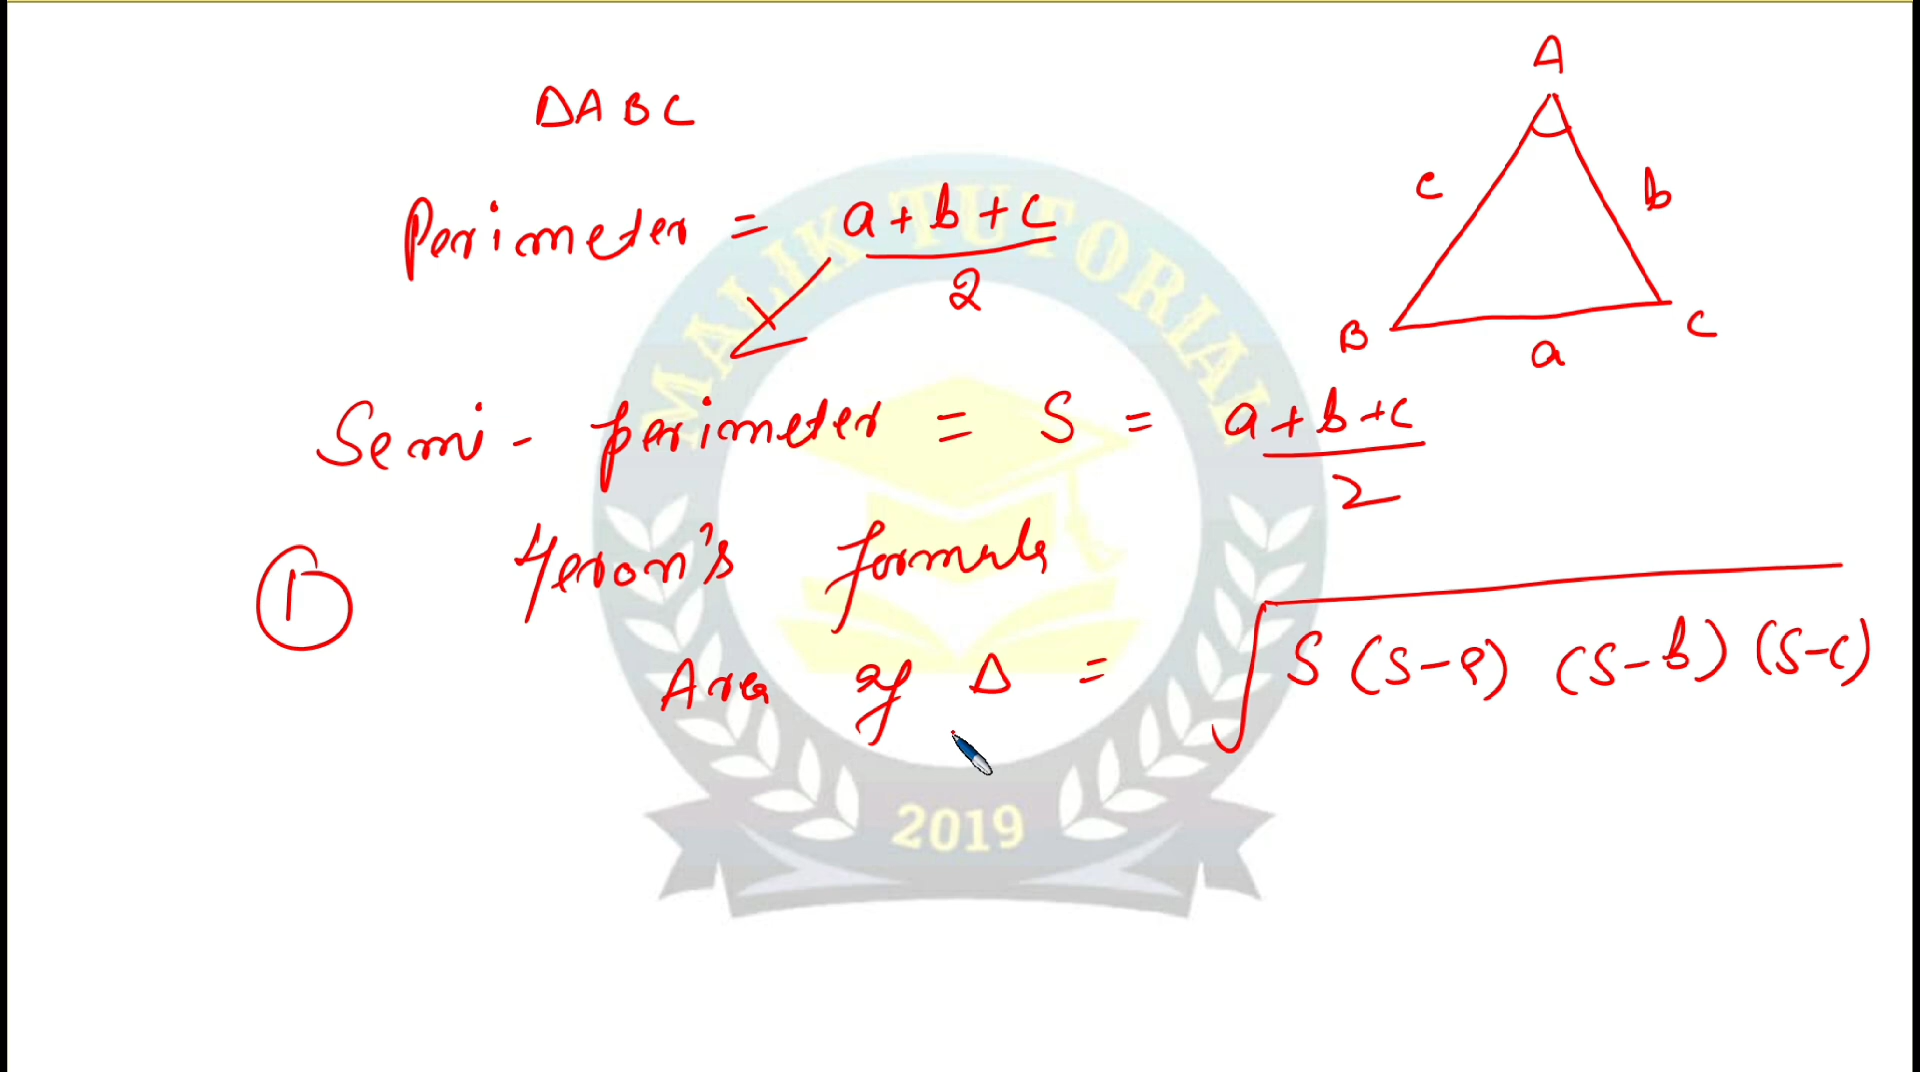 ΔABC
Perimeter = a+b+c
2
Semi-perimeter = S = a+b+c
2
① Heron's formula
Area of Δ = √S(S-a) (S-b) (S-c)
A
c
b
B
a
C
MALIK TUTORIAL
2019